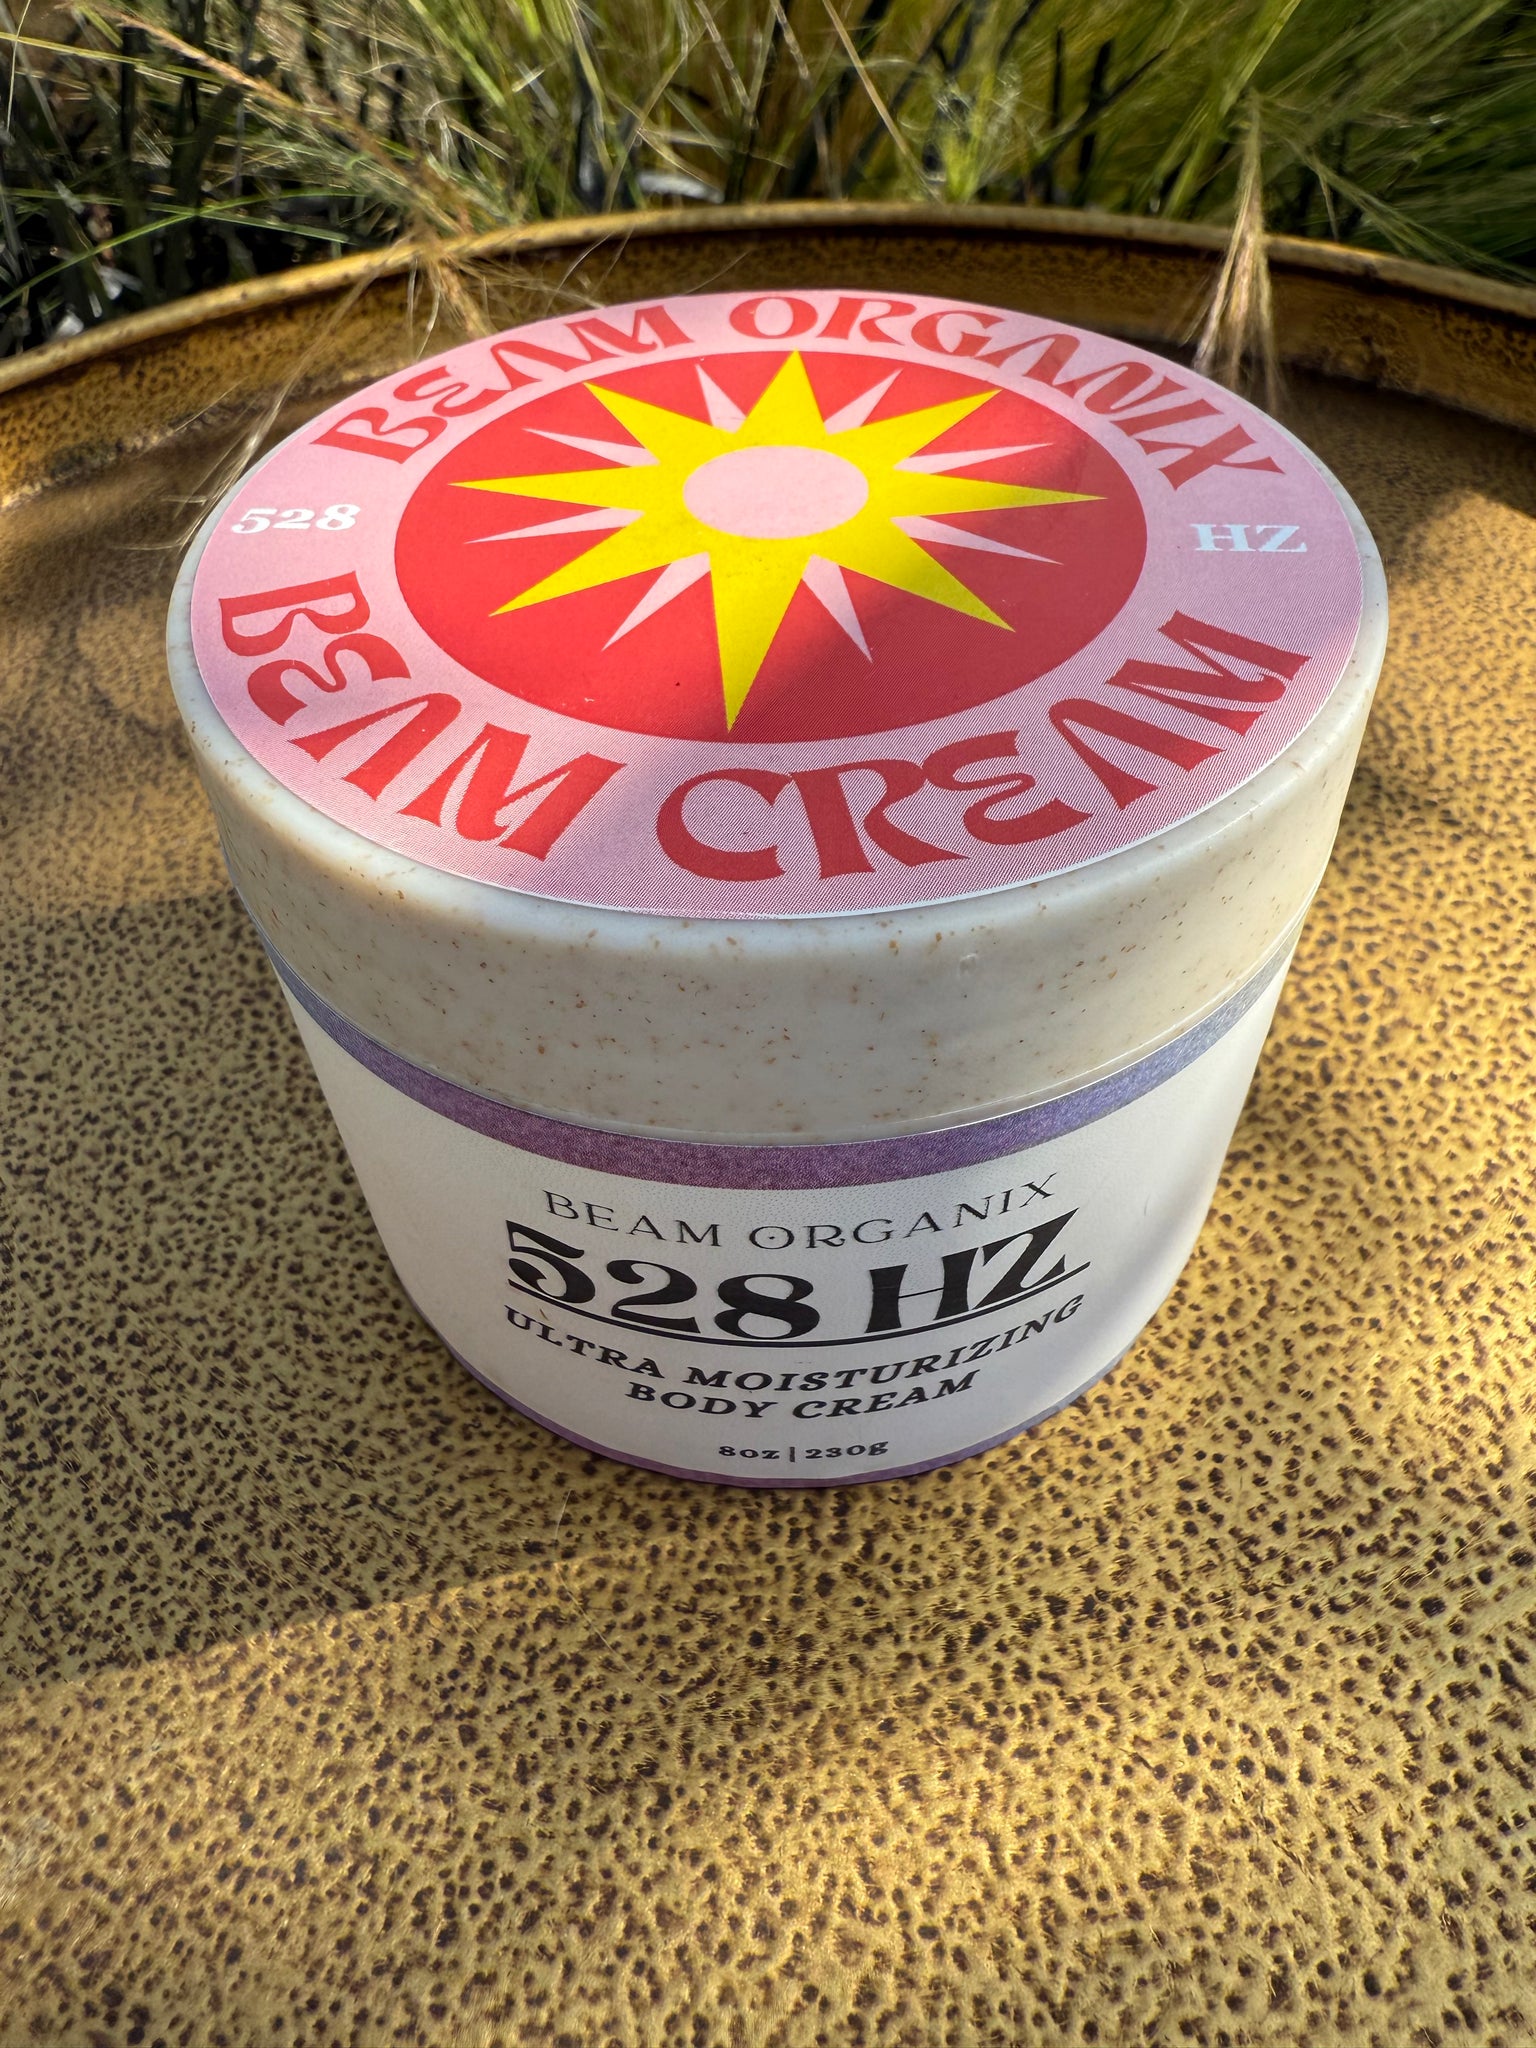 BEAM ORGANIX
528 HZ
BEAM CREAM
BEAM ORGANIX
528 HZ
ULTRA MOISTURIZING
BODY CREAM
8oz | 230g